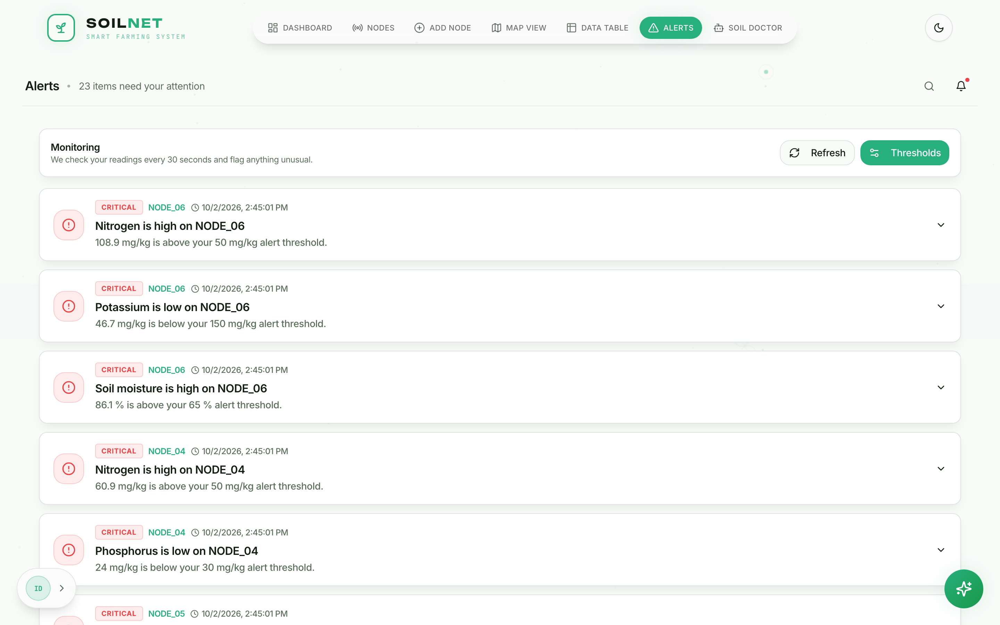 SOILNET
SMART FARMING SYSTEM
DASHBOARD
NODES
ADD NODE
MAP VIEW
DATA TABLE
ALERTS
SOIL DOCTOR
Alerts • 23 items need your attention
Monitoring
We check your readings every 30 seconds and flag anything unusual.
Refresh
Thresholds
CRITICAL NODE_06 10/2/2026, 2:45:01 PM
Nitrogen is high on NODE_06
108.9 mg/kg is above your 50 mg/kg alert threshold.
CRITICAL NODE_06 10/2/2026, 2:45:01 PM
Potassium is low on NODE_06
46.7 mg/kg is below your 150 mg/kg alert threshold.
CRITICAL NODE_06 10/2/2026, 2:45:01 PM
Soil moisture is high on NODE_06
86.1 % is above your 65 % alert threshold.
CRITICAL NODE_04 10/2/2026, 2:45:01 PM
Nitrogen is high on NODE_04
60.9 mg/kg is above your 50 mg/kg alert threshold.
CRITICAL NODE_04 10/2/2026, 2:45:01 PM
Phosphorus is low on NODE_04
24 mg/kg is below your 30 mg/kg alert threshold.
ID
CRITICAL NODE_05 10/2/2026, 2:45:01 PM